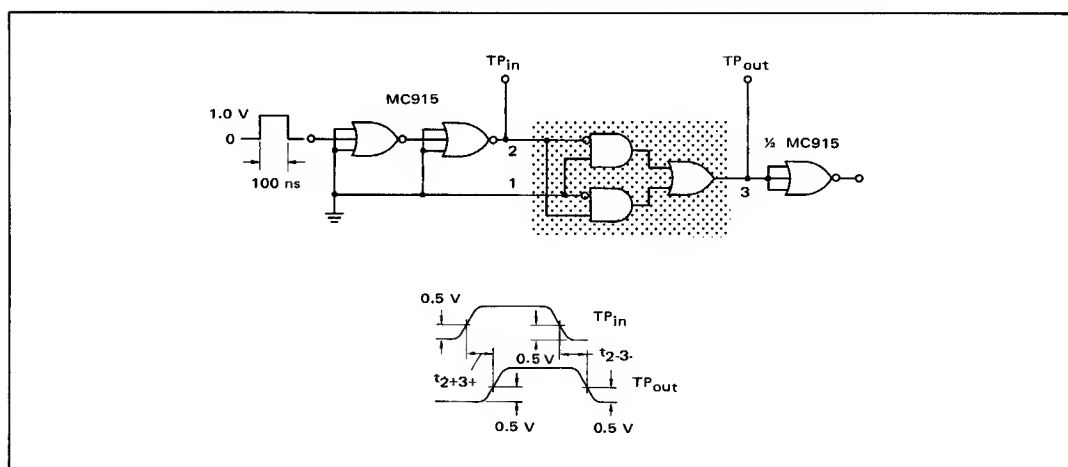 TPin
TPout
MC915
½ MC915
1.0 V
0
2
1
3
100 ns
0.5 V
TPin
0.5 V
t2-3-
t2+3+
TPout
0.5 V
0.5 V